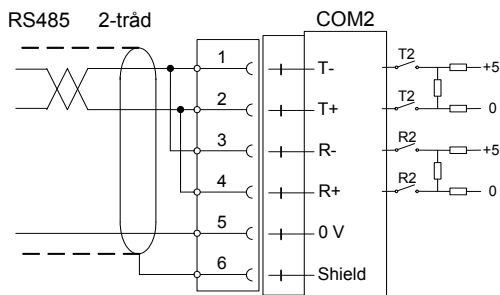 RS485 2-tråd COM2
1 T- T2 +5
2 T+ T2 0
3 R- R2 +5
4 R+ R2 0
5 0 V
6 Shield